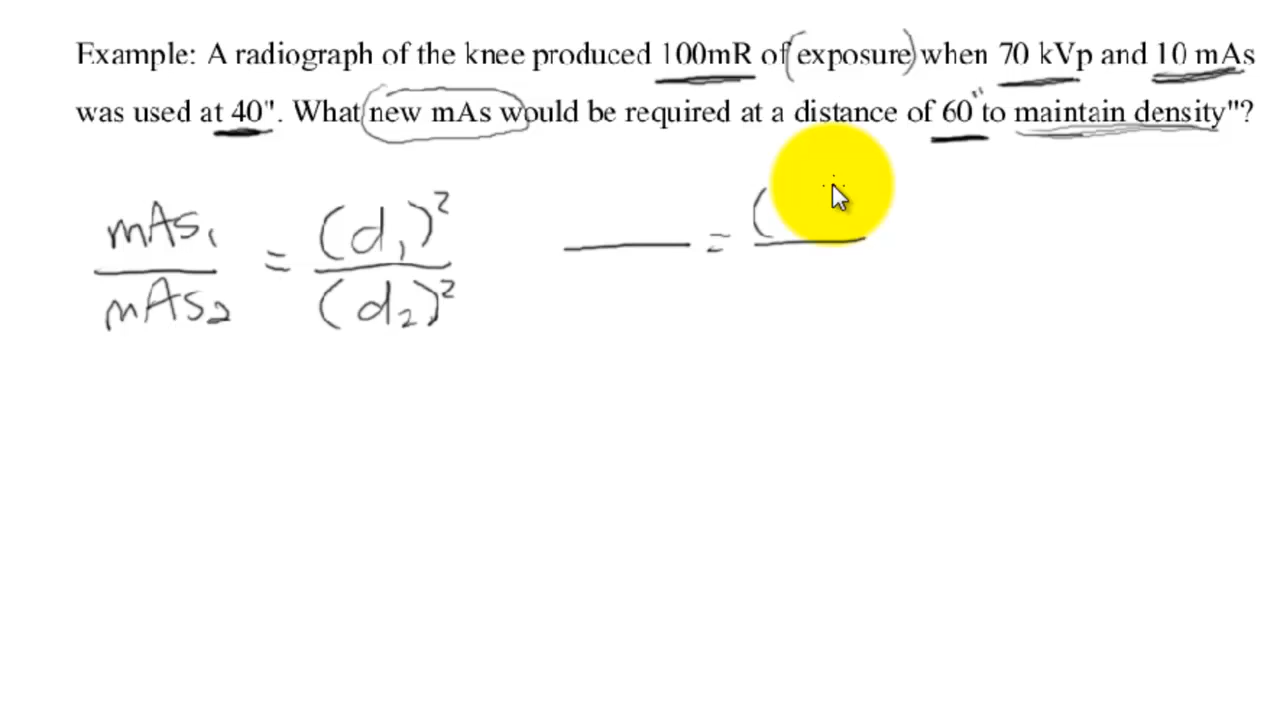 Example: A radiograph of the knee produced 100mR of (exposure) when 70 kVp and 10 mAs
was used at 40". What new mAs would be required at a distance of 60" to maintain density"?
mAs₁ / mAs₂ = (d₁)² / (d₂)² — = (